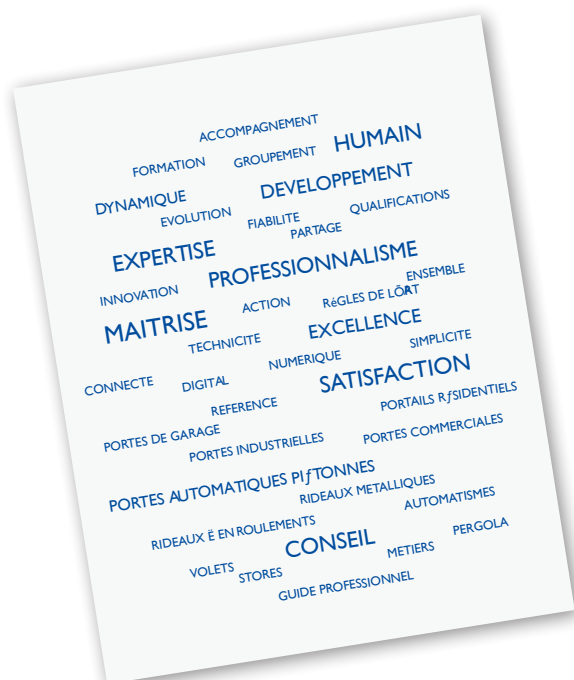 ACCOMPAGNEMENT
HUMAIN
FORMATION
GROUPEMENT
DYNAMIQUE
DEVELOPPEMENT
EVOLUTION
FIABILITE
QUALIFICATIONS
PARTAGE
EXPERTISE
PROFESSIONNALISME
INNOVATION
ENSEMBLE
ACTION
RéGLES DE LÕART
MAITRISE
EXCELLENCE
TECHNICITE
SIMPLICITE
NUMERIQUE
CONNECTE
DIGITAL
SATISFACTION
REFERENCE
PORTAILS RƒSIDENTIELS
PORTES DE GARAGE
PORTES INDUSTRIELLES
PORTES COMMERCIALES
PORTES AUTOMATIQUES PIƒTONNES
RIDEAUX METALLIQUES
AUTOMATISMES
RIDEAUX Ë ENROULEMENTS
CONSEIL
PERGOLA
METIERS
VOLETS
STORES
GUIDE PROFESSIONNEL